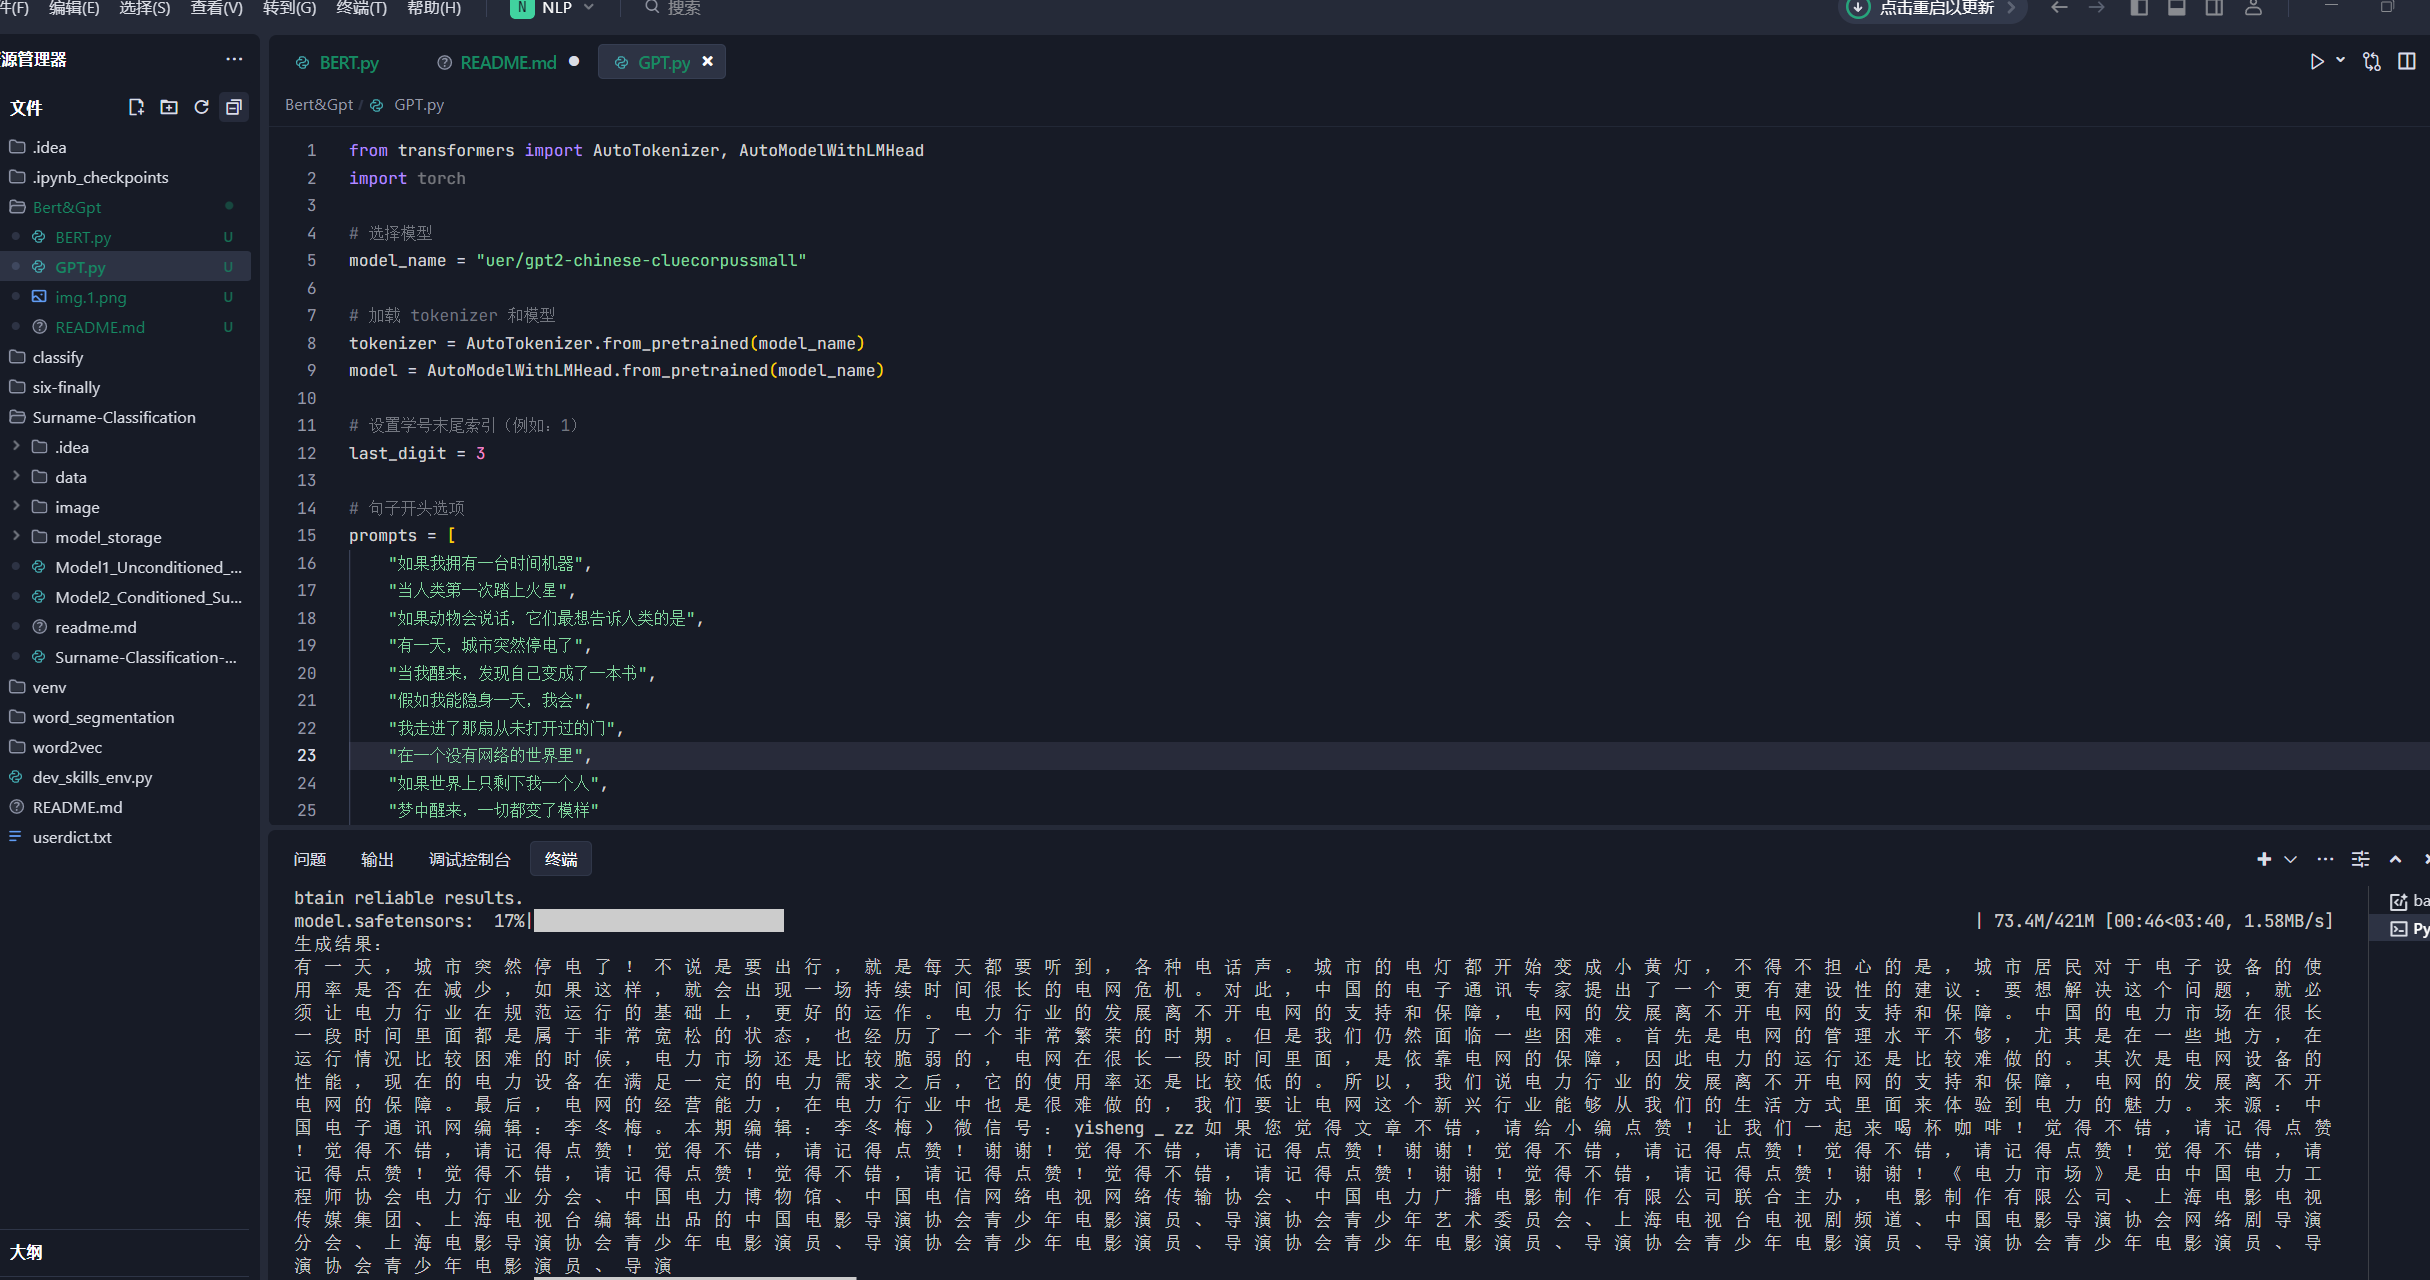 件(F) 编辑(E) 选择(S) 查看(V) 转到(G) 终端(T) 帮助(H) N NLP 搜索 点击重启以更新
源管理器
文件
.idea
.ipynb_checkpoints
Bert&Gpt
BERT.py U
GPT.py U
img.1.png U
README.md U
classify
six-finally
Surname-Classification
.idea
data
image
model_storage
Model1_Unconditioned_...
Model2_Conditioned_Su...
readme.md
Surname-Classification-...
venv
word_segmentation
word2vec
dev_skills_env.py
README.md
userdict.txt
大纲
BERT.py README.md GPT.py
Bert&Gpt / GPT.py
1 from transformers import AutoTokenizer, AutoModelWithLMHead
2 import torch
3
4 # 选择模型
5 model_name = "uer/gpt2-chinese-cluecorpussmall"
6
7 # 加载 tokenizer 和模型
8 tokenizer = AutoTokenizer.from_pretrained(model_name)
9 model = AutoModelWithLMHead.from_pretrained(model_name)
10
11 # 设置学号末尾索引（例如：1）
12 last_digit = 3
13
14 # 句子开头选项
15 prompts = [
16 "如果我拥有一台时间机器",
17 "当人类第一次踏上火星",
18 "如果动物会说话，它们最想告诉人类的是",
19 "有一天，城市突然停电了",
20 "当我醒来，发现自己变成了一本书",
21 "假如我能隐身一天，我会",
22 "我走进了那扇从未打开过的门",
23 "在一个没有网络的世界里",
24 "如果世界上只剩下我一个人",
25 "梦中醒来，一切都变了模样"
问题 输出 调试控制台 终端
btain reliable results.
model.safetensors: 17%| | 73.4M/421M [00:46<03:40, 1.58MB/s]
生成结果：
有 一 天 ， 城 市 突 然 停 电 了 ！ 不 说 是 要 出 行 ， 就 是 每 天 都 要 听 到 ， 各 种 电 话 声 。 城 市 的 电 灯 都 开 始 变 成 小 黄 灯 ， 不 得 不 担 心 的 是 ， 城 市 居 民 对 于 电 子 设 备 的 使
用 率 是 否 在 减 少 ， 如 果 这 样 ， 就 会 出 现 一 场 持 续 时 间 很 长 的 电 网 危 机 。 对 此 ， 中 国 的 电 子 通 讯 专 家 提 出 了 一 个 更 有 建 设 性 的 建 议 ： 要 想 解 决 这 个 问 题 ， 就 必
须 让 电 力 行 业 在 规 范 运 行 的 基 础 上 ， 更 好 的 运 作 。 电 力 行 业 的 发 展 离 不 开 电 网 的 支 持 和 保 障 ， 电 网 的 发 展 离 不 开 电 网 的 支 持 和 保 障 。 中 国 的 电 力 市 场 在 很 长
一 段 时 间 里 面 都 是 属 于 非 常 宽 松 的 状 态 ， 也 经 历 了 一 个 非 常 繁 荣 的 时 期 。 但 是 我 们 仍 然 面 临 一 些 困 难 。 首 先 是 电 网 的 管 理 水 平 不 够 ， 尤 其 是 在 一 些 地 方 ， 在
运 行 情 况 比 较 困 难 的 时 候 ， 电 力 市 场 还 是 比 较 脆 弱 的 ， 电 网 在 很 长 一 段 时 间 里 面 ， 是 依 靠 电 网 的 保 障 ， 因 此 电 力 的 运 行 还 是 比 较 难 做 的 。 其 次 是 电 网 设 备 的
性 能 ， 现 在 的 电 力 设 备 在 满 足 一 定 的 电 力 需 求 之 后 ， 它 的 使 用 率 还 是 比 较 低 的 。 所 以 ， 我 们 说 电 力 行 业 的 发 展 离 不 开 电 网 的 支 持 和 保 障 ， 电 网 的 发 展 离 不 开
电 网 的 保 障 。 最 后 ， 电 网 的 经 营 能 力 ， 在 电 力 行 业 中 也 是 很 难 做 的 ， 我 们 要 让 电 网 这 个 新 兴 行 业 能 够 从 我 们 的 生 活 方 式 里 面 来 体 验 到 电 力 的 魅 力 。 来 源 ： 中
国 电 子 通 讯 网 编 辑 ： 李 冬 梅 。 本 期 编 辑 ： 李 冬 梅 ） 微 信 号 ： yisheng _ zz 如 果 您 觉 得 文 章 不 错 ， 请 给 小 编 点 赞 ！ 让 我 们 一 起 来 喝 杯 咖 啡 ！ 觉 得 不 错 ， 请 记 得 点 赞
！ 觉 得 不 错 ， 请 记 得 点 赞 ！ 觉 得 不 错 ， 请 记 得 点 赞 ！ 谢 谢 ！ 觉 得 不 错 ， 请 记 得 点 赞 ！ 谢 谢 ！ 觉 得 不 错 ， 请 记 得 点 赞 ！ 觉 得 不 错 ， 请 记 得 点 赞 ！ 觉 得 不 错 ， 请
记 得 点 赞 ！ 觉 得 不 错 ， 请 记 得 点 赞 ！ 觉 得 不 错 ， 请 记 得 点 赞 ！ 觉 得 不 错 ， 请 记 得 点 赞 ！ 谢 谢 ！ 觉 得 不 错 ， 请 记 得 点 赞 ！ 谢 谢 ！ 《 电 力 市 场 》 是 由 中 国 电 力 工
程 师 协 会 电 力 行 业 分 会 、 中 国 电 力 博 物 馆 、 中 国 电 信 网 络 电 视 网 络 传 输 协 会 、 中 国 电 力 广 播 电 影 制 作 有 限 公 司 联 合 主 办 ， 电 影 制 作 有 限 公 司 、 上 海 电 影 电 视
传 媒 集 团 、 上 海 电 视 台 编 辑 出 品 的 中 国 电 影 导 演 协 会 青 少 年 电 影 演 员 、 导 演 协 会 青 少 年 艺 术 委 员 会 、 上 海 电 视 台 电 视 剧 频 道 、 中 国 电 影 导 演 协 会 网 络 剧 导 演
分 会 、 上 海 电 影 导 演 协 会 青 少 年 电 影 演 员 、 导 演 协 会 青 少 年 电 影 演 员 、 导 演 协 会 青 少 年 电 影 演 员 、 导 演 协 会 青 少 年 电 影 演 员 、 导 演 协 会 青 少 年 电 影 演 员 、 导
演 协 会 青 少 年 电 影 演 员 、 导 演
ba
Py